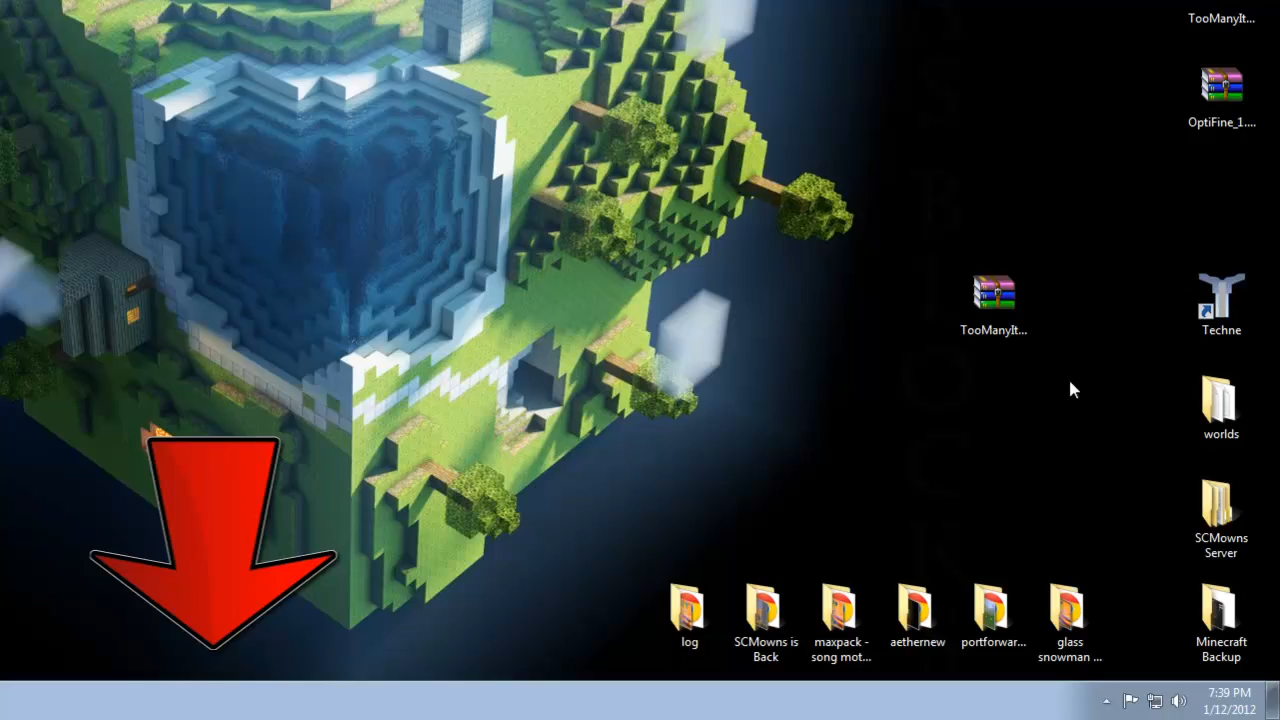 TooManyIt...
OptiFine_1....
TooManyIt...
Techne
worlds
SCMowns
Server
log
SCMowns is
Back
maxpack -
song mot...
aethernew
portforwar...
glass
snowman ...
Minecraft
Backup
7:39 PM
1/12/2012